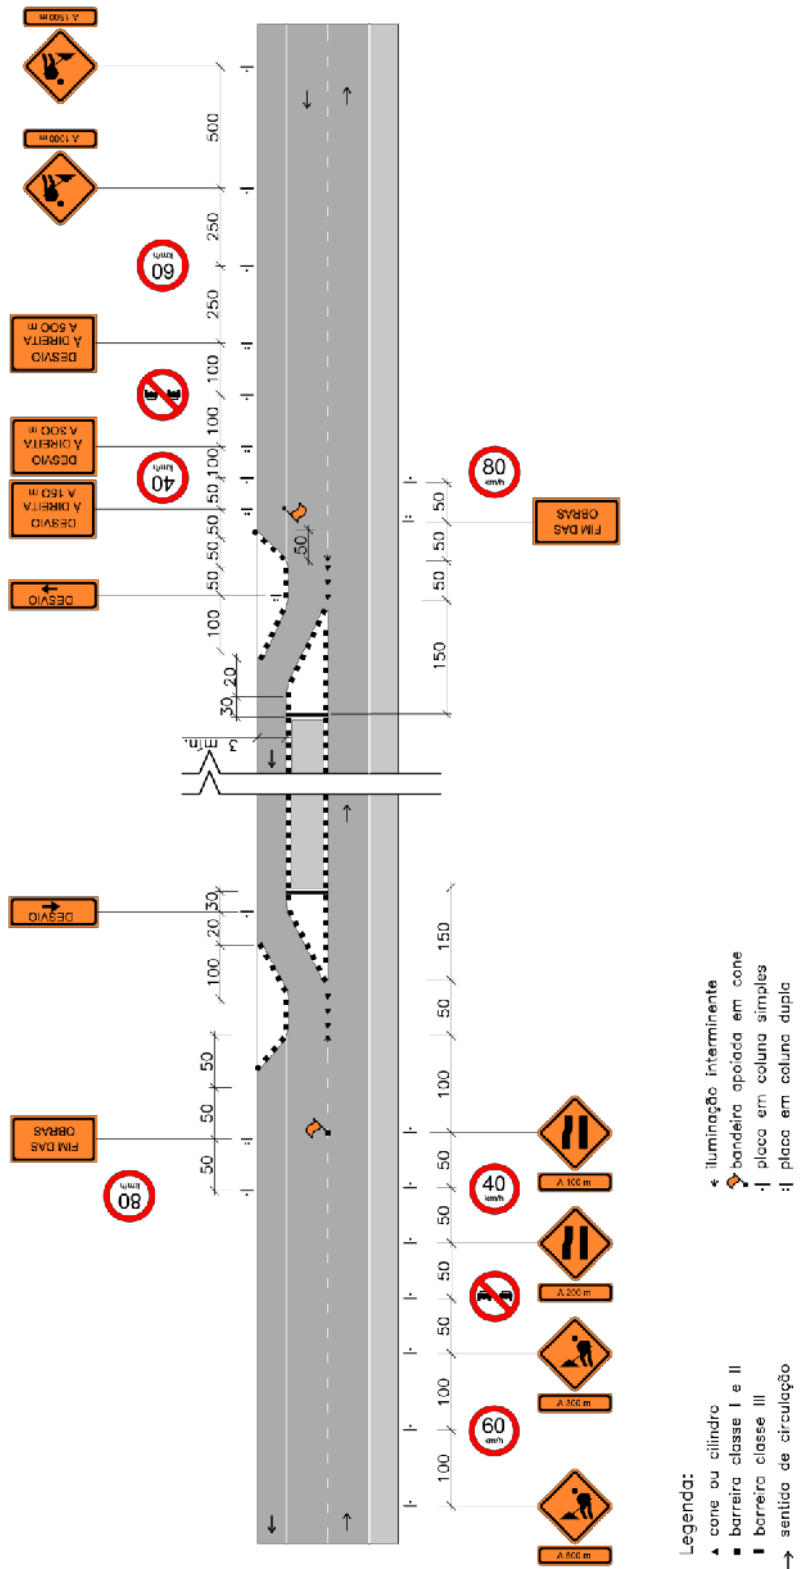 A 1500 m
500
A 1000 m
250
60
km/h
250
DESVIO
À DIREITA
A 500 m
100
100
DESVIO
À DIREITA
A 300 m
100
40
km/h
50
DESVIO
À DIREITA
A 150 m
50
50
50
50
DESVIO
100
20
30
3 mín.
80
km/h
50
FIM DAS
OBRAS
50
50
150
DESVIO
30
20
100
50
50
FIM DAS
OBRAS
50
80
km/h
150
50
100
A 100 m
50
40
km/h
50
A 200 m
50
50
A 300 m
100
60
km/h
100
A 500 m
Legenda:
cone ou cilindro
barreira classe I e II
barreira classe III
sentido de circulação
iluminação interminente
bandeira apoiada em cone
placa em coluna simples
placa em coluna dupla